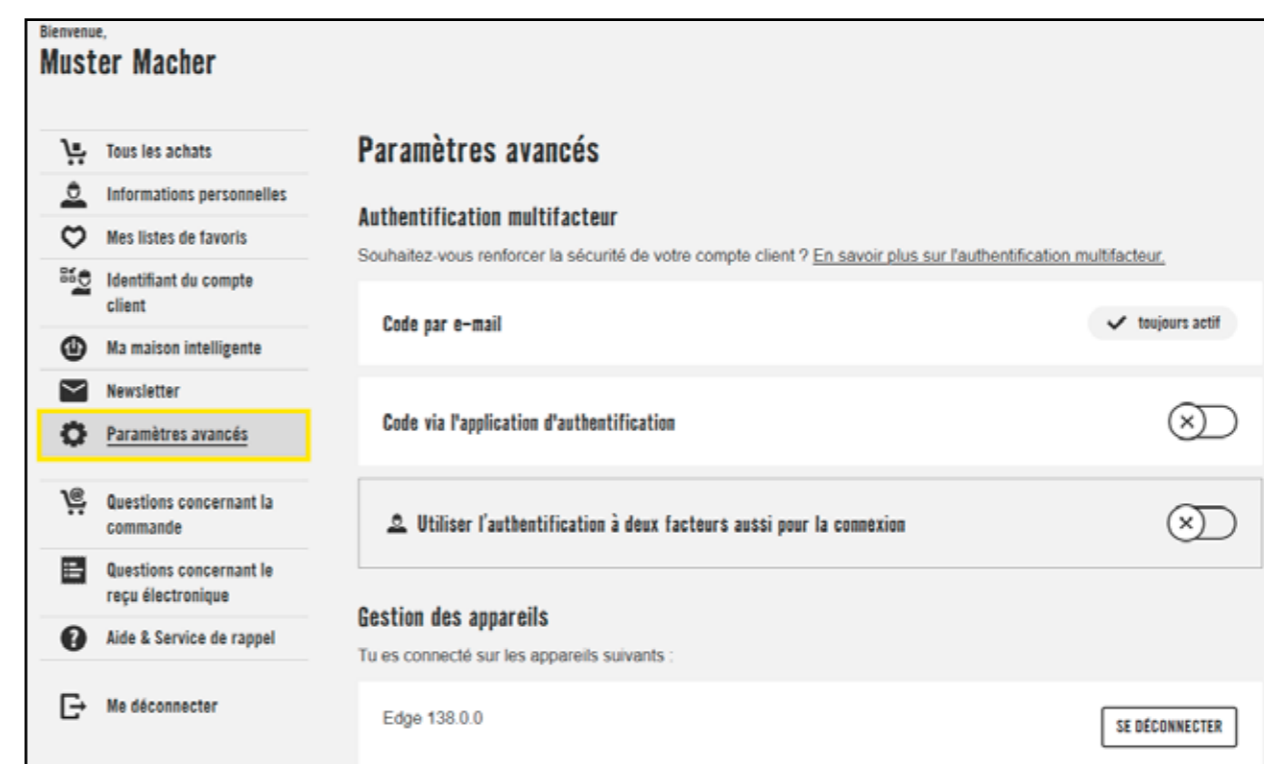 Bienvenue,
Muster Macher
Tous les achats
Informations personnelles
Mes listes de favoris
Identifiant du compte
client
Ma maison intelligente
Newsletter
Paramètres avancés
Questions concernant la
commande
Questions concernant le
reçu électronique
Aide & Service de rappel
Me déconnecter
Paramètres avancés
Authentification multifacteur
Souhaitez-vous renforcer la sécurité de votre compte client ? En savoir plus sur l'authentification multifacteur.
Code par e-mail
toujours actif
Code via l'application d'authentification
Utiliser l'authentification à deux facteurs aussi pour la connexion
Gestion des appareils
Tu es connecté sur les appareils suivants :
Edge 138.0.0
SE DÉCONNECTER